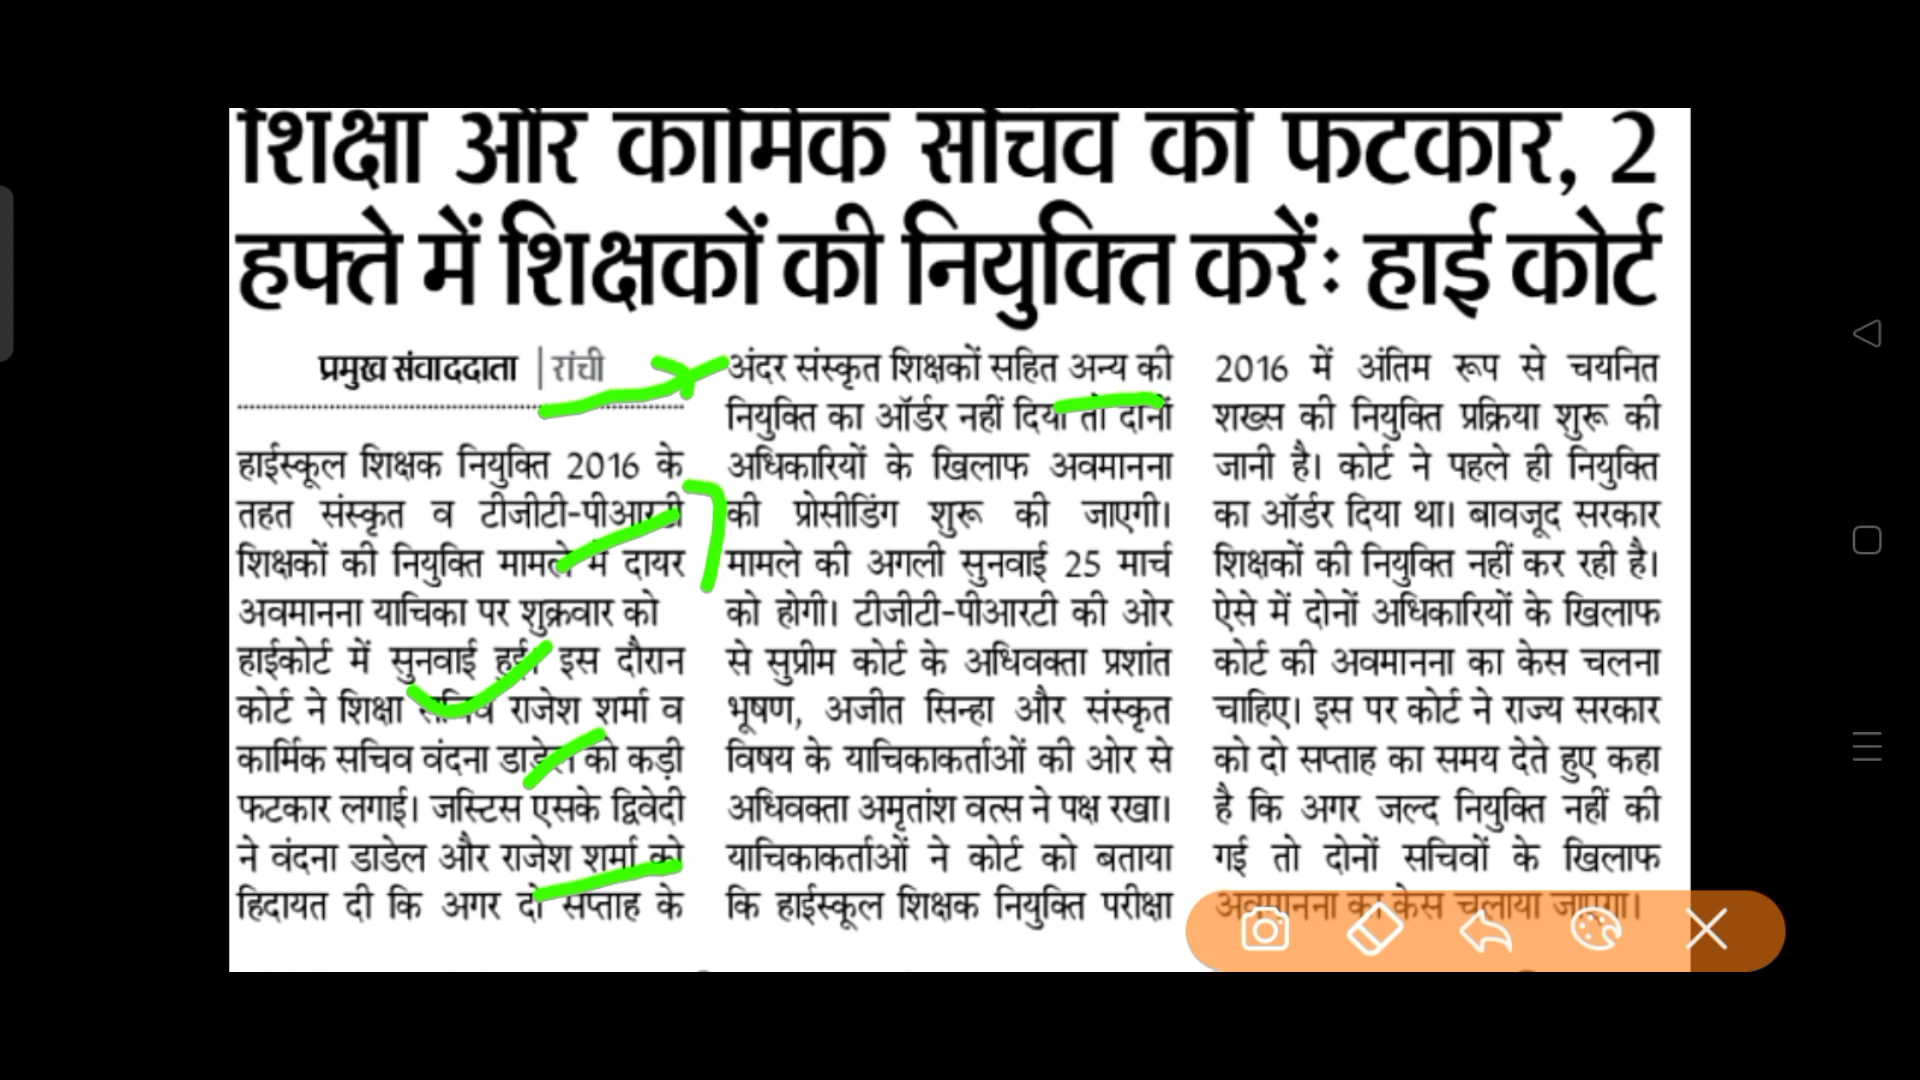 शिक्षा और कार्मिक सचिव को फटकार, 2
हफ्ते में शिक्षकों की नियुक्ति करें: हाई कोर्ट
प्रमुख संवाददाता | रांची
हाईस्कूल शिक्षक नियुक्ति 2016 के
तहत संस्कृत व टीजीटी-पीआरटी
शिक्षकों की नियुक्ति मामले में दायर
अवमानना याचिका पर शुक्रवार को
हाईकोर्ट में सुनवाई हुई। इस दौरान
कोर्ट ने शिक्षा सचिव राजेश शर्मा व
कार्मिक सचिव वंदना डाडेल को कड़ी
फटकार लगाई। जस्टिस एसके द्विवेदी
ने वंदना डाडेल और राजेश शर्मा को
हिदायत दी कि अगर दो सप्ताह के
अंदर संस्कृत शिक्षकों सहित अन्य की
नियुक्ति का ऑर्डर नहीं दिया तो दोनों
अधिकारियों के खिलाफ अवमानना
की प्रोसीडिंग शुरू की जाएगी।
मामले की अगली सुनवाई 25 मार्च
को होगी। टीजीटी-पीआरटी की ओर
से सुप्रीम कोर्ट के अधिवक्ता प्रशांत
भूषण, अजीत सिन्हा और संस्कृत
विषय के याचिकाकर्ताओं की ओर से
अधिवक्ता अमृतांश वत्स ने पक्ष रखा।
याचिकाकर्ताओं ने कोर्ट को बताया
कि हाईस्कूल शिक्षक नियुक्ति परीक्षा
2016 में अंतिम रूप से चयनित
शख्स की नियुक्ति प्रक्रिया शुरू की
जानी है। कोर्ट ने पहले ही नियुक्ति
का ऑर्डर दिया था। बावजूद सरकार
शिक्षकों की नियुक्ति नहीं कर रही है।
ऐसे में दोनों अधिकारियों के खिलाफ
कोर्ट की अवमानना का केस चलना
चाहिए। इस पर कोर्ट ने राज्य सरकार
को दो सप्ताह का समय देते हुए कहा
है कि अगर जल्द नियुक्ति नहीं की
गई तो दोनों सचिवों के खिलाफ
अवमानना का केस चलाया जाएगा।